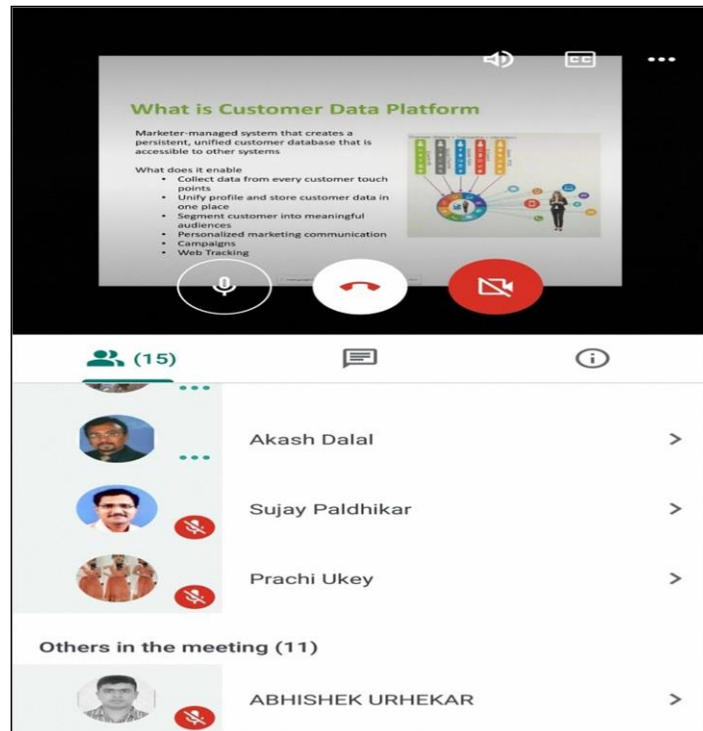 CC
What is Customer Data Platform
Marketer-managed system that creates a
persistent, unified customer database that is
accessible to other systems
What does it enable
• Collect data from every customer touch
points
• Unify profile and store customer data in
one place
• Segment customer into meaningful
audiences
• Personalized marketing communication
• Campaigns
• Web Tracking
(15)
Akash Dalal
Sujay Paldhikar
Prachi Ukey
Others in the meeting (11)
ABHISHEK URHEKAR